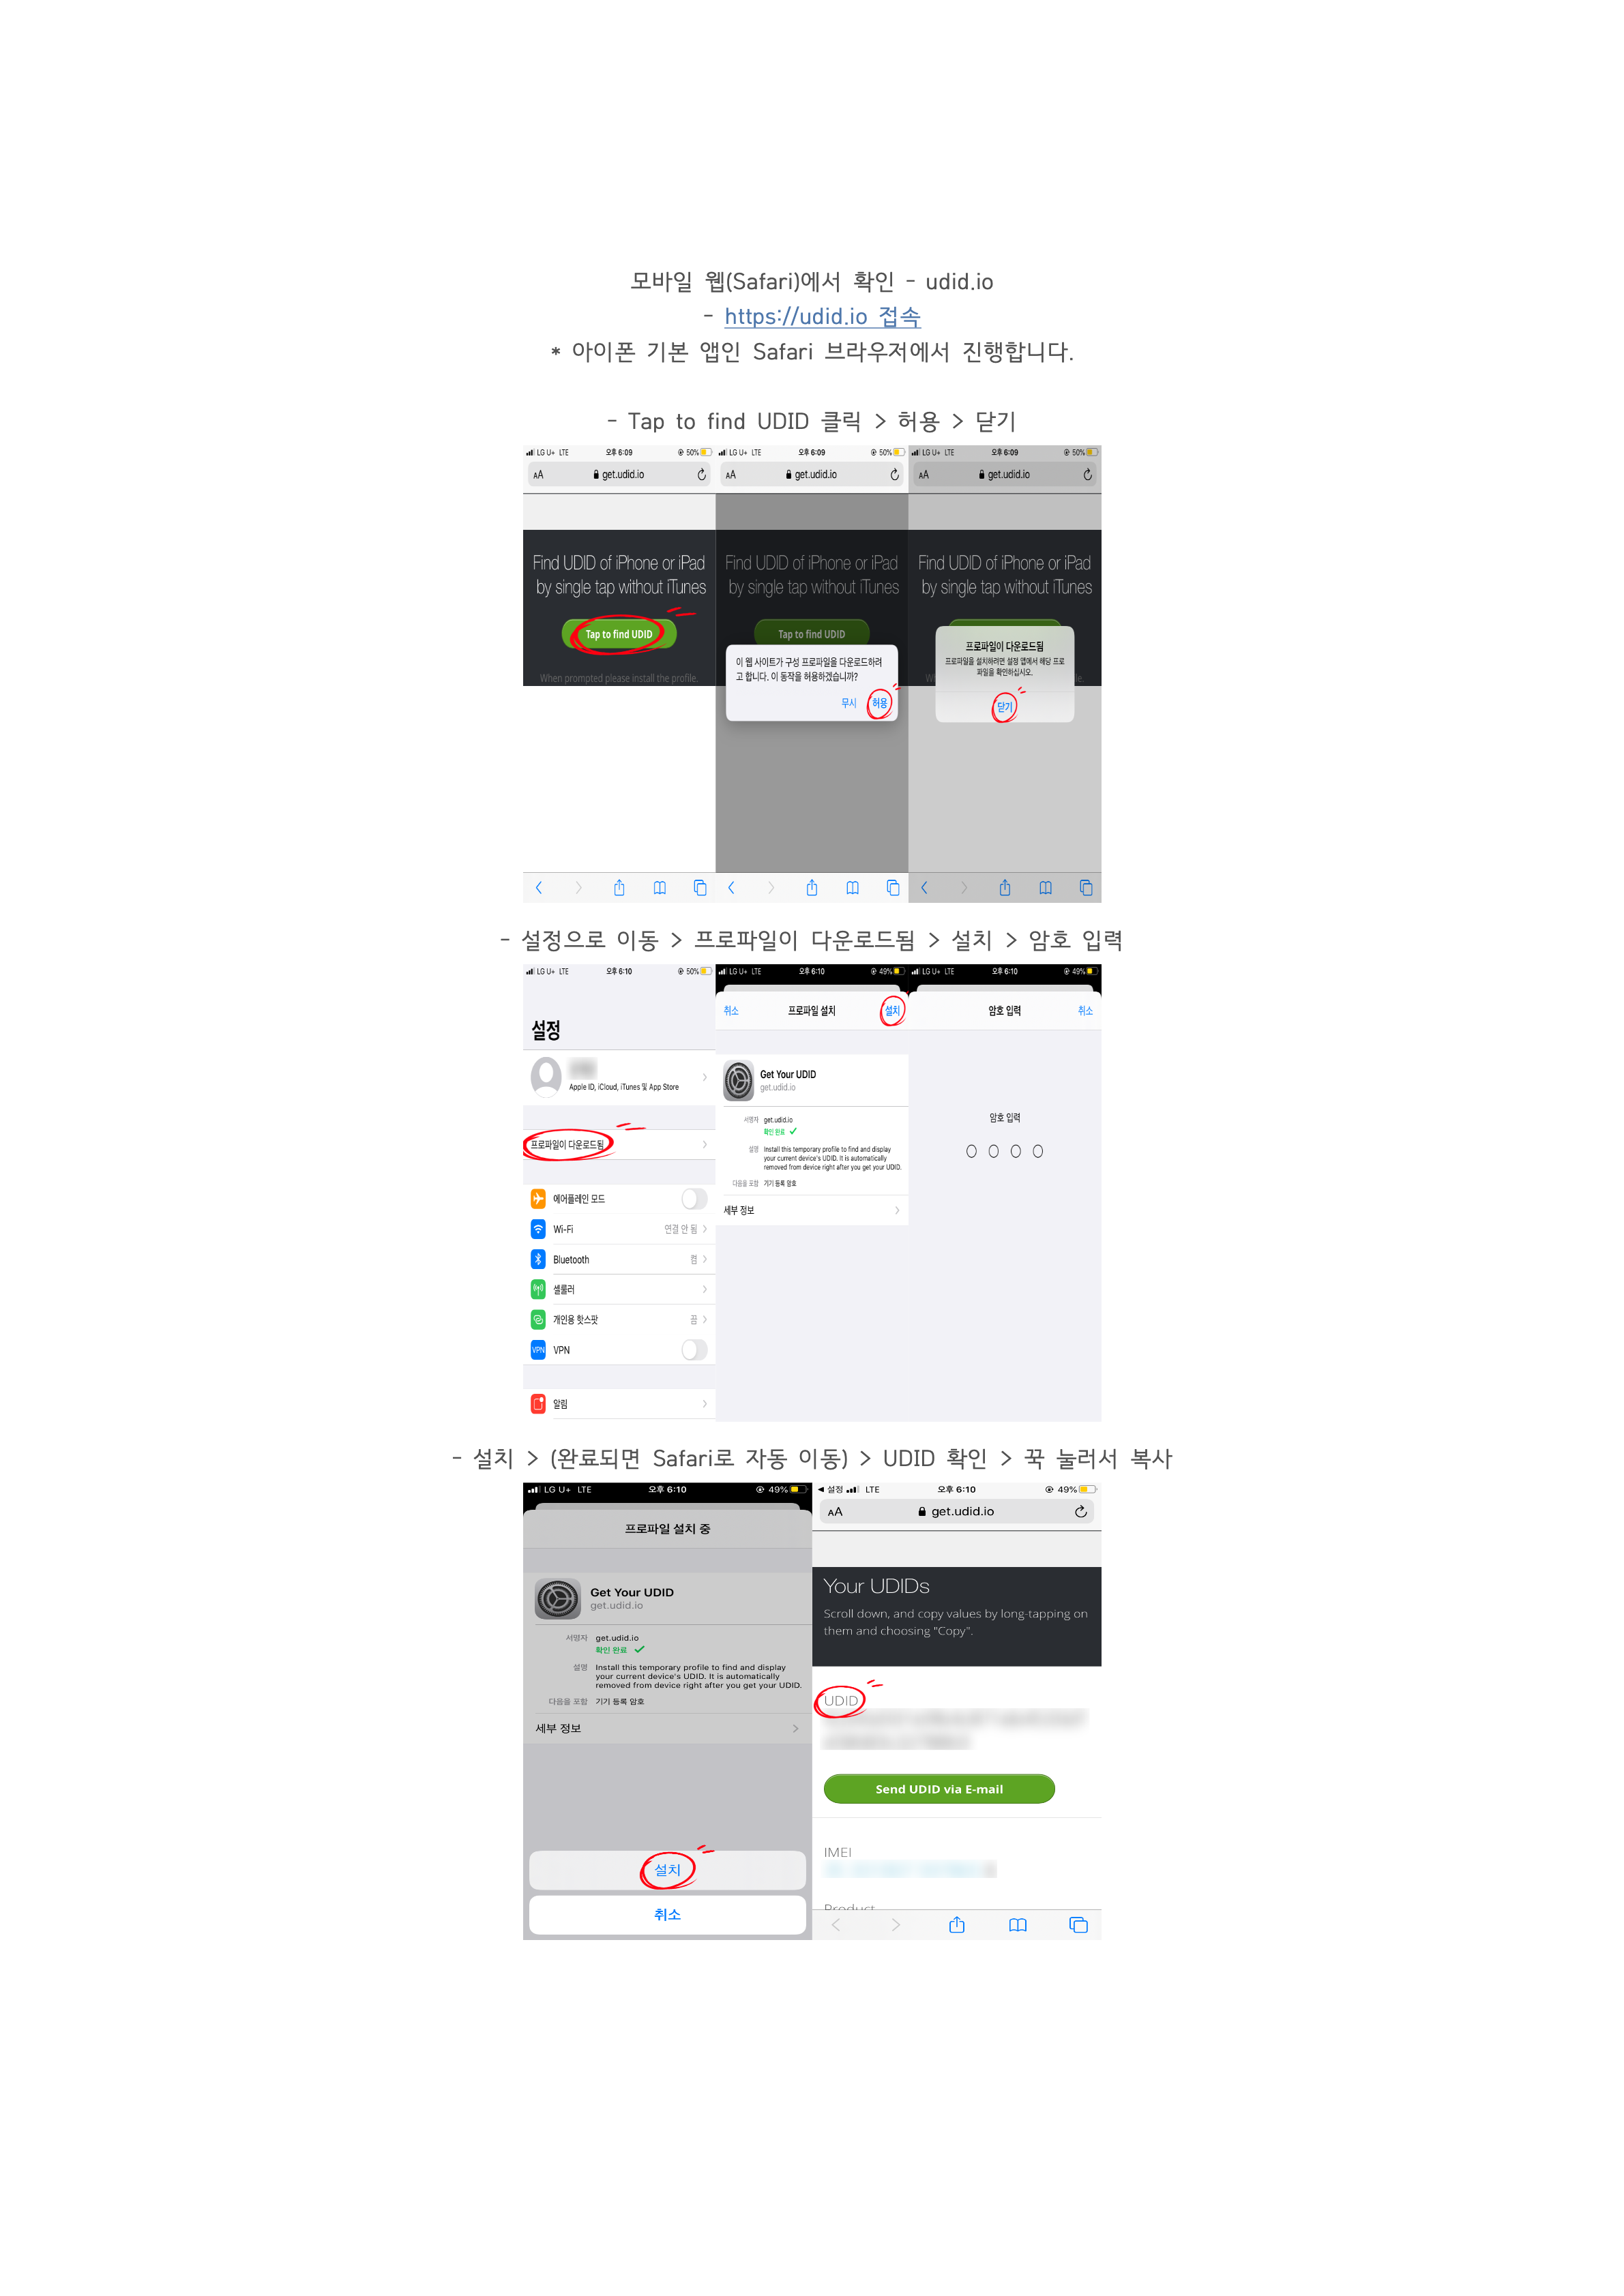 모바일 웹(Safari)에서 확인 - udid.io
- https://udid.io 접속
* 아이폰 기본 앱인 Safari 브라우저에서 진행합니다.
- Tap to find UDID 클릭 > 허용 > 닫기
LG U+ LTE 오후 6:09 50%
AA get.udid.io
Find UDID of iPhone or iPad
by single tap without iTunes
Tap to find UDID
When prompted please install the profile.
LG U+ LTE 오후 6:09 50%
AA get.udid.io
Find UDID of iPhone or iPad
by single tap without iTunes
Tap to find UDID
이 웹 사이트가 구성 프로파일을 다운로드하려
고 합니다. 이 동작을 허용하겠습니까?
무시 허용
LG U+ LTE 오후 6:09 50%
AA get.udid.io
Find UDID of iPhone or iPad
by single tap without iTunes
프로파일이 다운로드됨
프로파일을 설치하려면 설정 앱에서 해당 프로
파일을 확인하십시오.
Wh le.
닫기
- 설정으로 이동 > 프로파일이 다운로드됨 > 설치 > 암호 입력
LG U+ LTE 오후 6:10 50%
설정
Apple ID, iCloud, iTunes 및 App Store
프로파일이 다운로드됨
에어플레인 모드
Wi-Fi 연결 안 됨
Bluetooth 켬
셀룰러
개인용 핫스팟 끔
VPN VPN
알림
LG U+ LTE 오후 6:10 49%
취소 프로파일 설치 설치
Get Your UDID
get.udid.io
서명자 get.udid.io
확인 완료
설명 Install this temporary profile to find and display
your current device's UDID. It is automatically
removed from device right after you get your UDID.
다음을 포함 기기 등록 암호
세부 정보
LG U+ LTE 오후 6:10 49%
암호 입력 취소
암호 입력
- 설치 > (완료되면 Safari로 자동 이동) > UDID 확인 > 꾹 눌러서 복사
LG U+ LTE 오후 6:10 49%
프로파일 설치 중
Get Your UDID
get.udid.io
서명자 get.udid.io
확인 완료
설명 Install this temporary profile to find and display
your current device's UDID. It is automatically
removed from device right after you get your UDID.
다음을 포함 기기 등록 암호
세부 정보
설치
취소
설정 LTE 오후 6:10 49%
AA get.udid.io
Your UDIDs
Scroll down, and copy values by long-tapping on
them and choosing "Copy".
UDID
Send UDID via E-mail
IMEI
Product